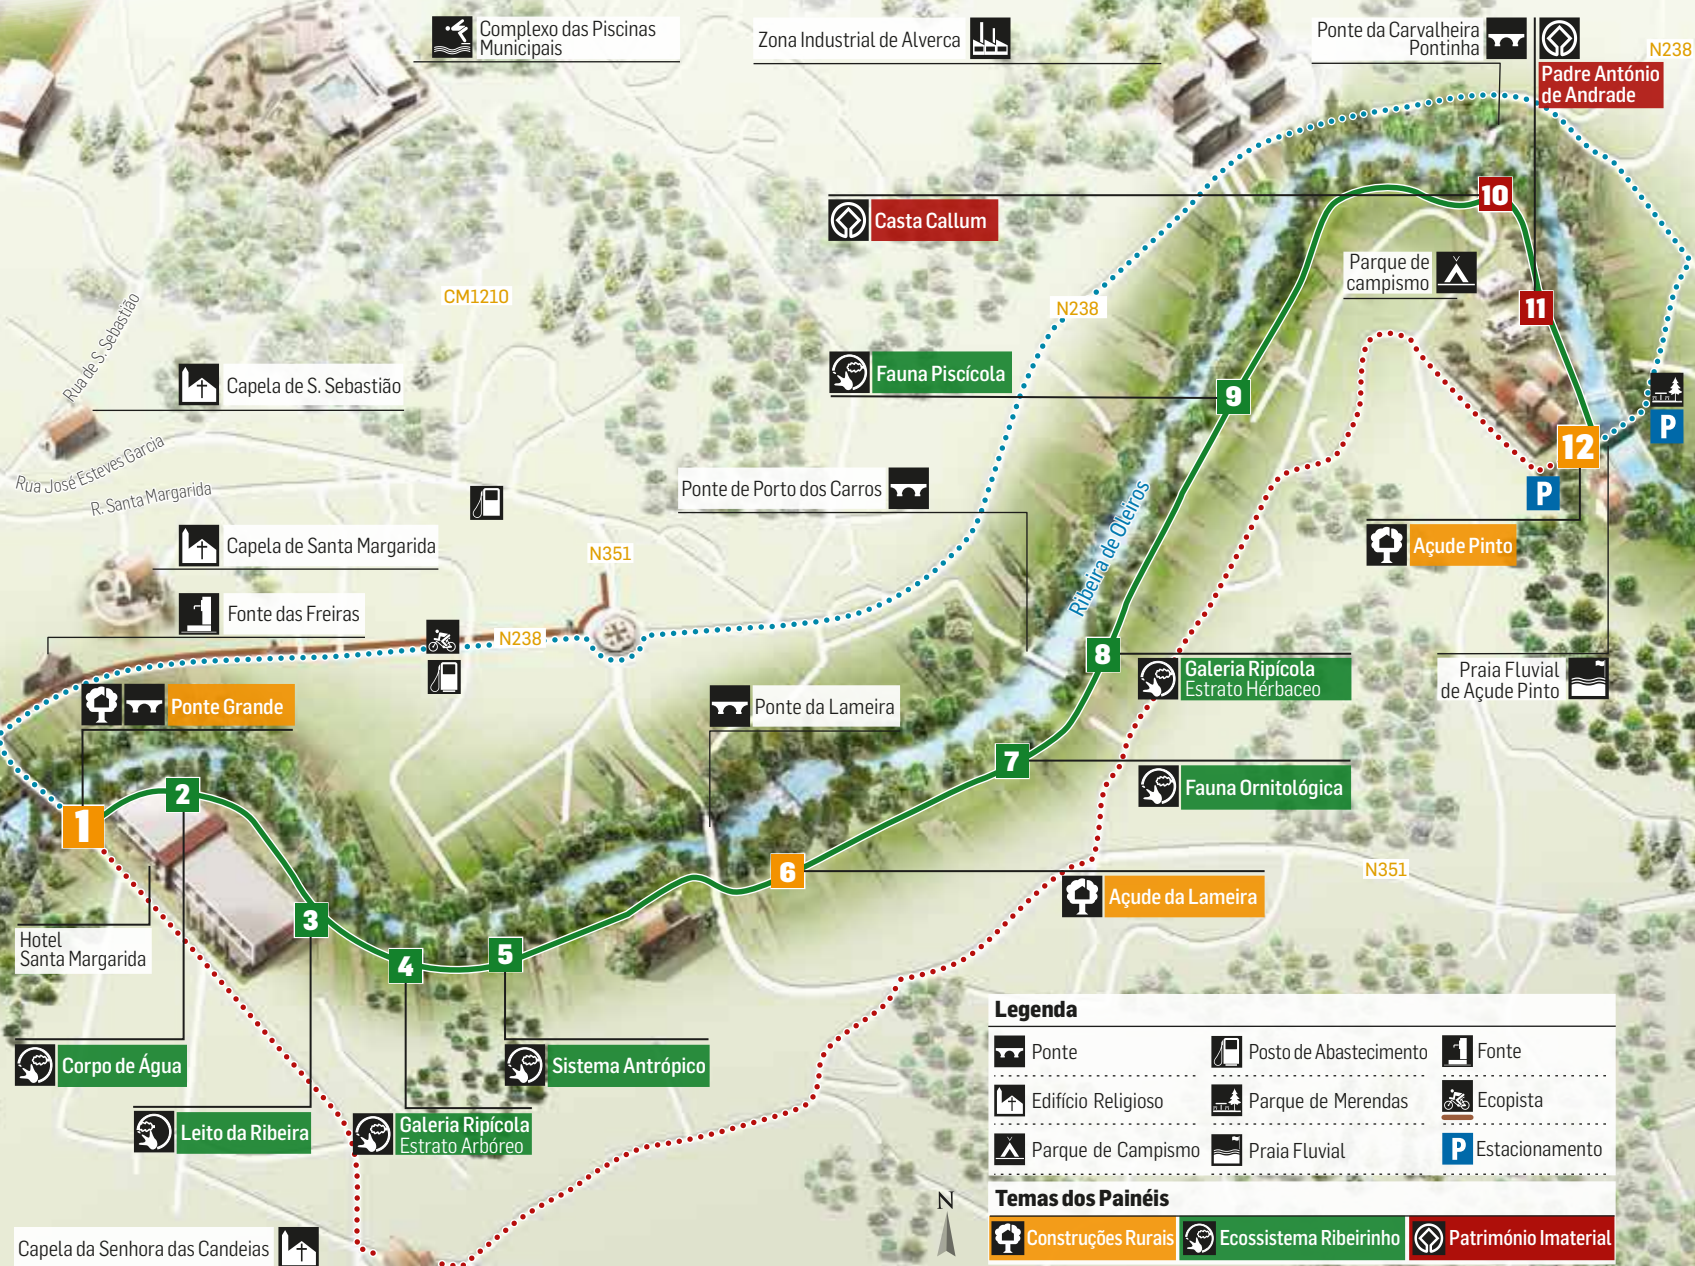 Complexo das Piscinas
Municipais
Zona Industrial de Alverca
Ponte da Carvalheira
Pontinha
N238
Padre António
de Andrade
10
Casta Callum
Parque de
campismo
CM1210
N238
11
Rua de S. Sebastião
Capela de S. Sebastião
Fauna Piscícola
9
P
12
Rua José Esteves Garcia
R. Santa Margarida
Ponte de Porto dos Carros
P
Ribeira de Oleiros
Capela de Santa Margarida
N351
Açude Pinto
Fonte das Freiras
N238
8
Galeria Ripícola
Estrato Hérbaceo
Praia Fluvial
de Açude Pinto
Ponte Grande
Ponte da Lameira
7
Fauna Ornitológica
2
1
6
N351
Açude da Lameira
3
Hotel
Santa Margarida
4
5
Corpo de Água
Sistema Antrópico
Leito da Ribeira
Galeria Ripícola
Estrato Arbóreo
Capela da Senhora das Candeias
N
Legenda
Ponte
Posto de Abastecimento
Fonte
Edifício Religioso
Parque de Merendas
Ecopista
Parque de Campismo
Praia Fluvial
P
Estacionamento
Temas dos Painéis
Construções Rurais
Ecossistema Ribeirinho
Património Imaterial